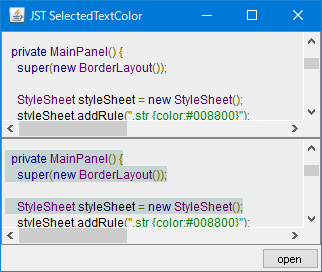 JST SelectedTextColor
private MainPanel() {
super(new BorderLayout());
StyleSheet styleSheet = new StyleSheet();
styleSheet.addRule(".str {color:#008800}");
private MainPanel() {
super(new BorderLayout());
StyleSheet styleSheet = new StyleSheet();
styleSheet.addRule(".str {color:#008800}");
open